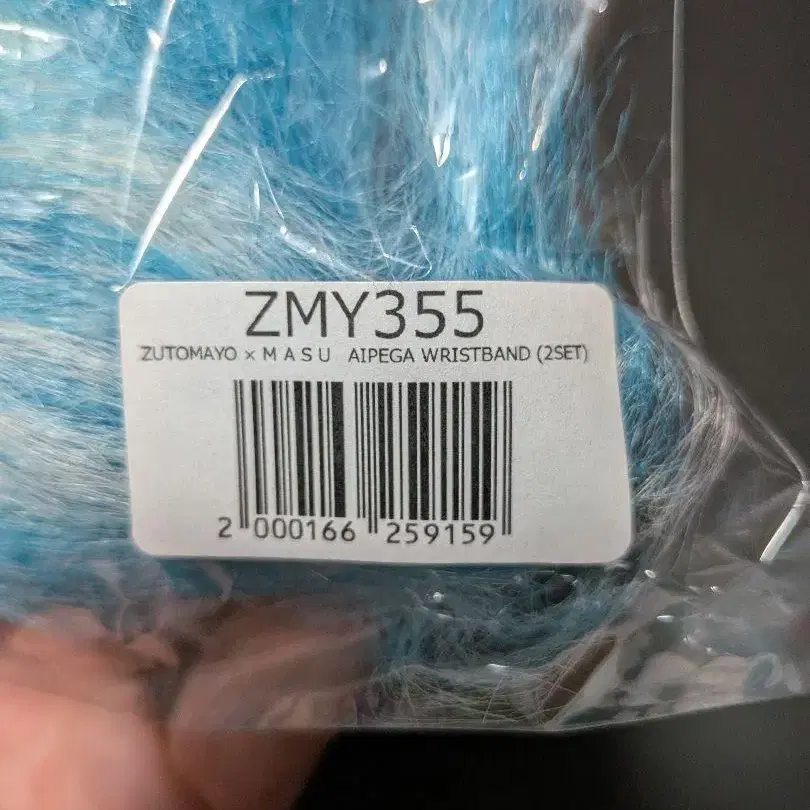 ZMY355
ZUTOMAYO × M A S U AIPEGA WRISTBAND (2SET)
2 000166 259159